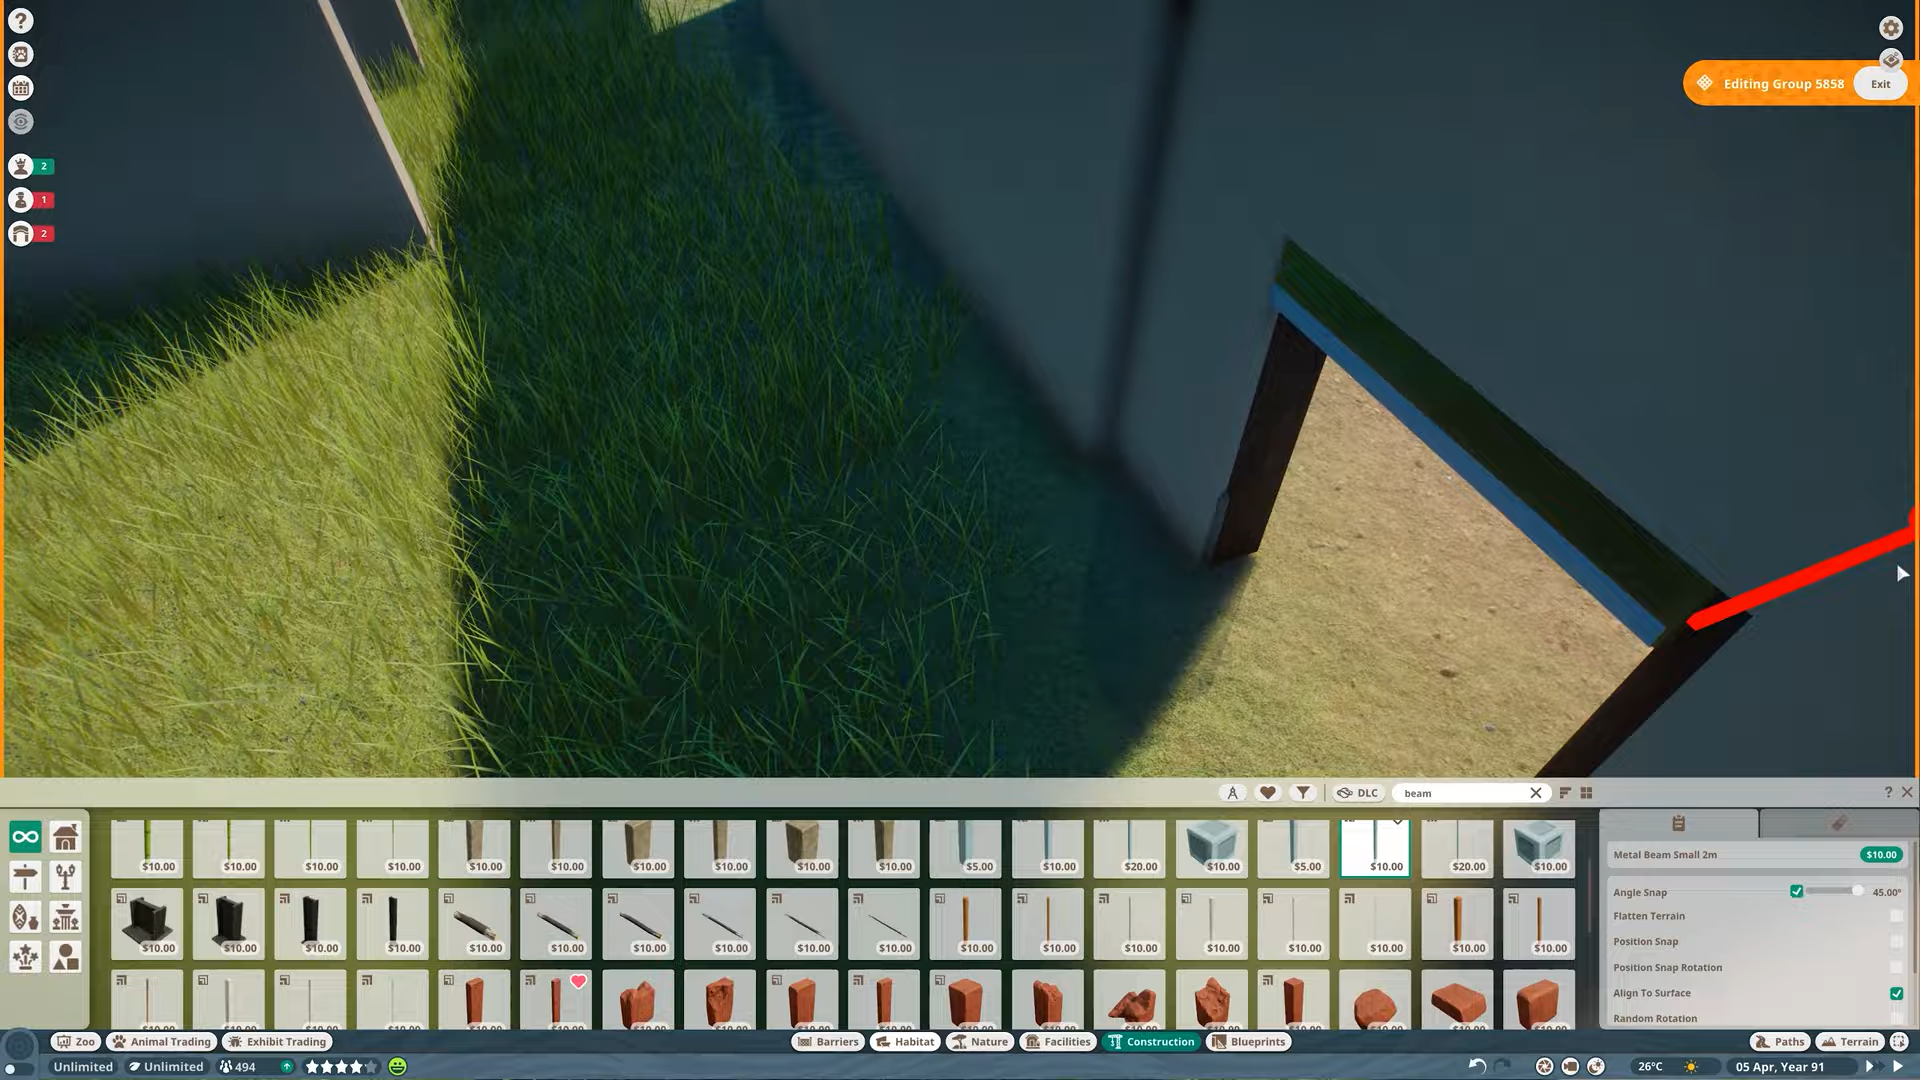 Editing Group 5858
Exit
2
1
2
DLC
beam
?
$10.00 $10.00 $10.00 $10.00 $10.00 $10.00 $10.00 $10.00 $10.00 $10.00 $5.00 $10.00 $20.00 $10.00 $5.00 $10.00 $20.00 $10.00
$10.00 $10.00 $10.00 $10.00 $10.00 $10.00 $10.00 $10.00 $10.00 $10.00 $10.00 $10.00 $10.00 $10.00 $10.00 $10.00 $10.00 $10.00
Metal Beam Small 2m $10.00
Angle Snap 45.00°
Flatten Terrain
Position Snap
Position Snap Rotation
Align To Surface
Random Rotation
Zoo Animal Trading Exhibit Trading Barriers Habitat Nature Facilities Construction Blueprints Paths Terrain
Unlimited Unlimited 494 26°C 05 Apr, Year 91